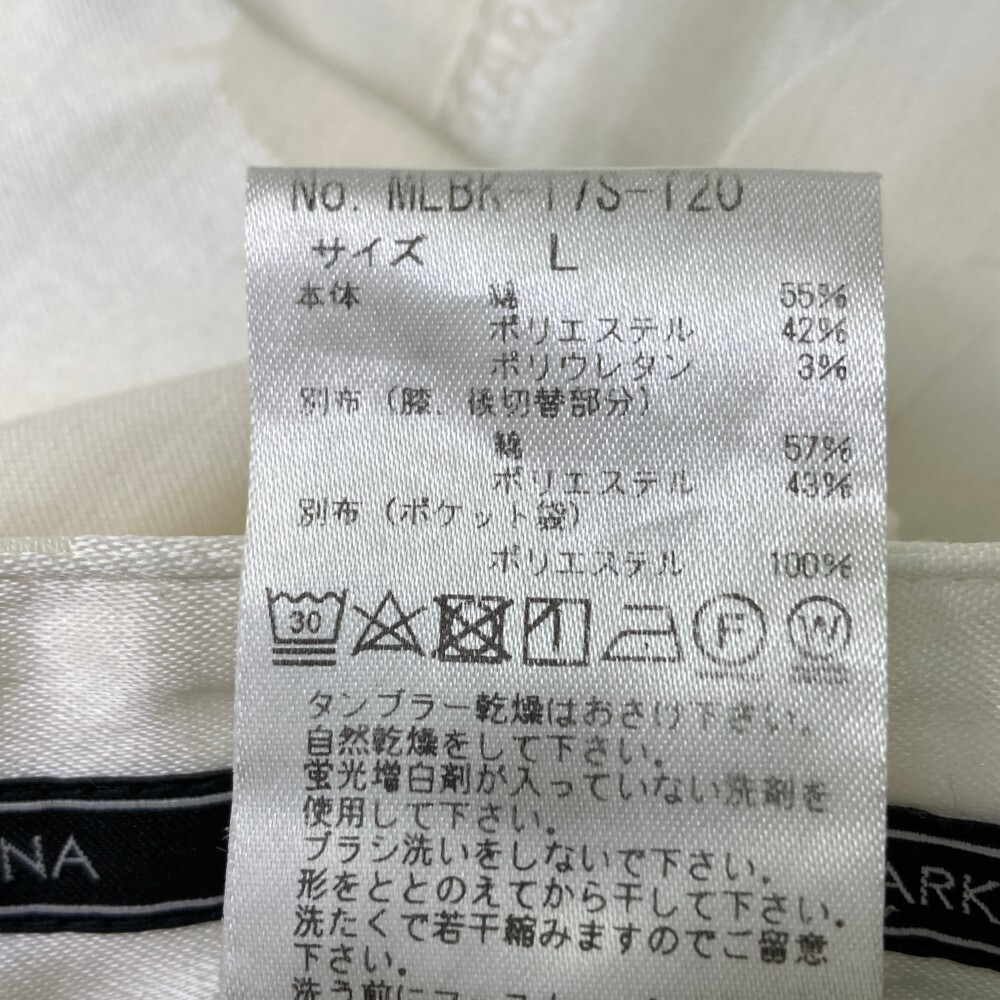 No. MLBK-17S-T20
サイズ L
本体 綿 55%
ポリエステル 42%
ポリウレタン 3%
別布(膝、後切替部分)
綿 57%
ポリエステル 43%
別布(ポケット袋)
ポリエステル 100%
30 F W
タンブラー乾燥はおさけ下さい。
自然乾燥をして下さい。
蛍光増白剤が入っていない洗剤を
使用して下さい。
ブラシ洗いをしないで下さい。
形をととのえてから干して下さい。
洗たくで若干縮みますのでご留意
下さい。
洗う前に
NA
ARK